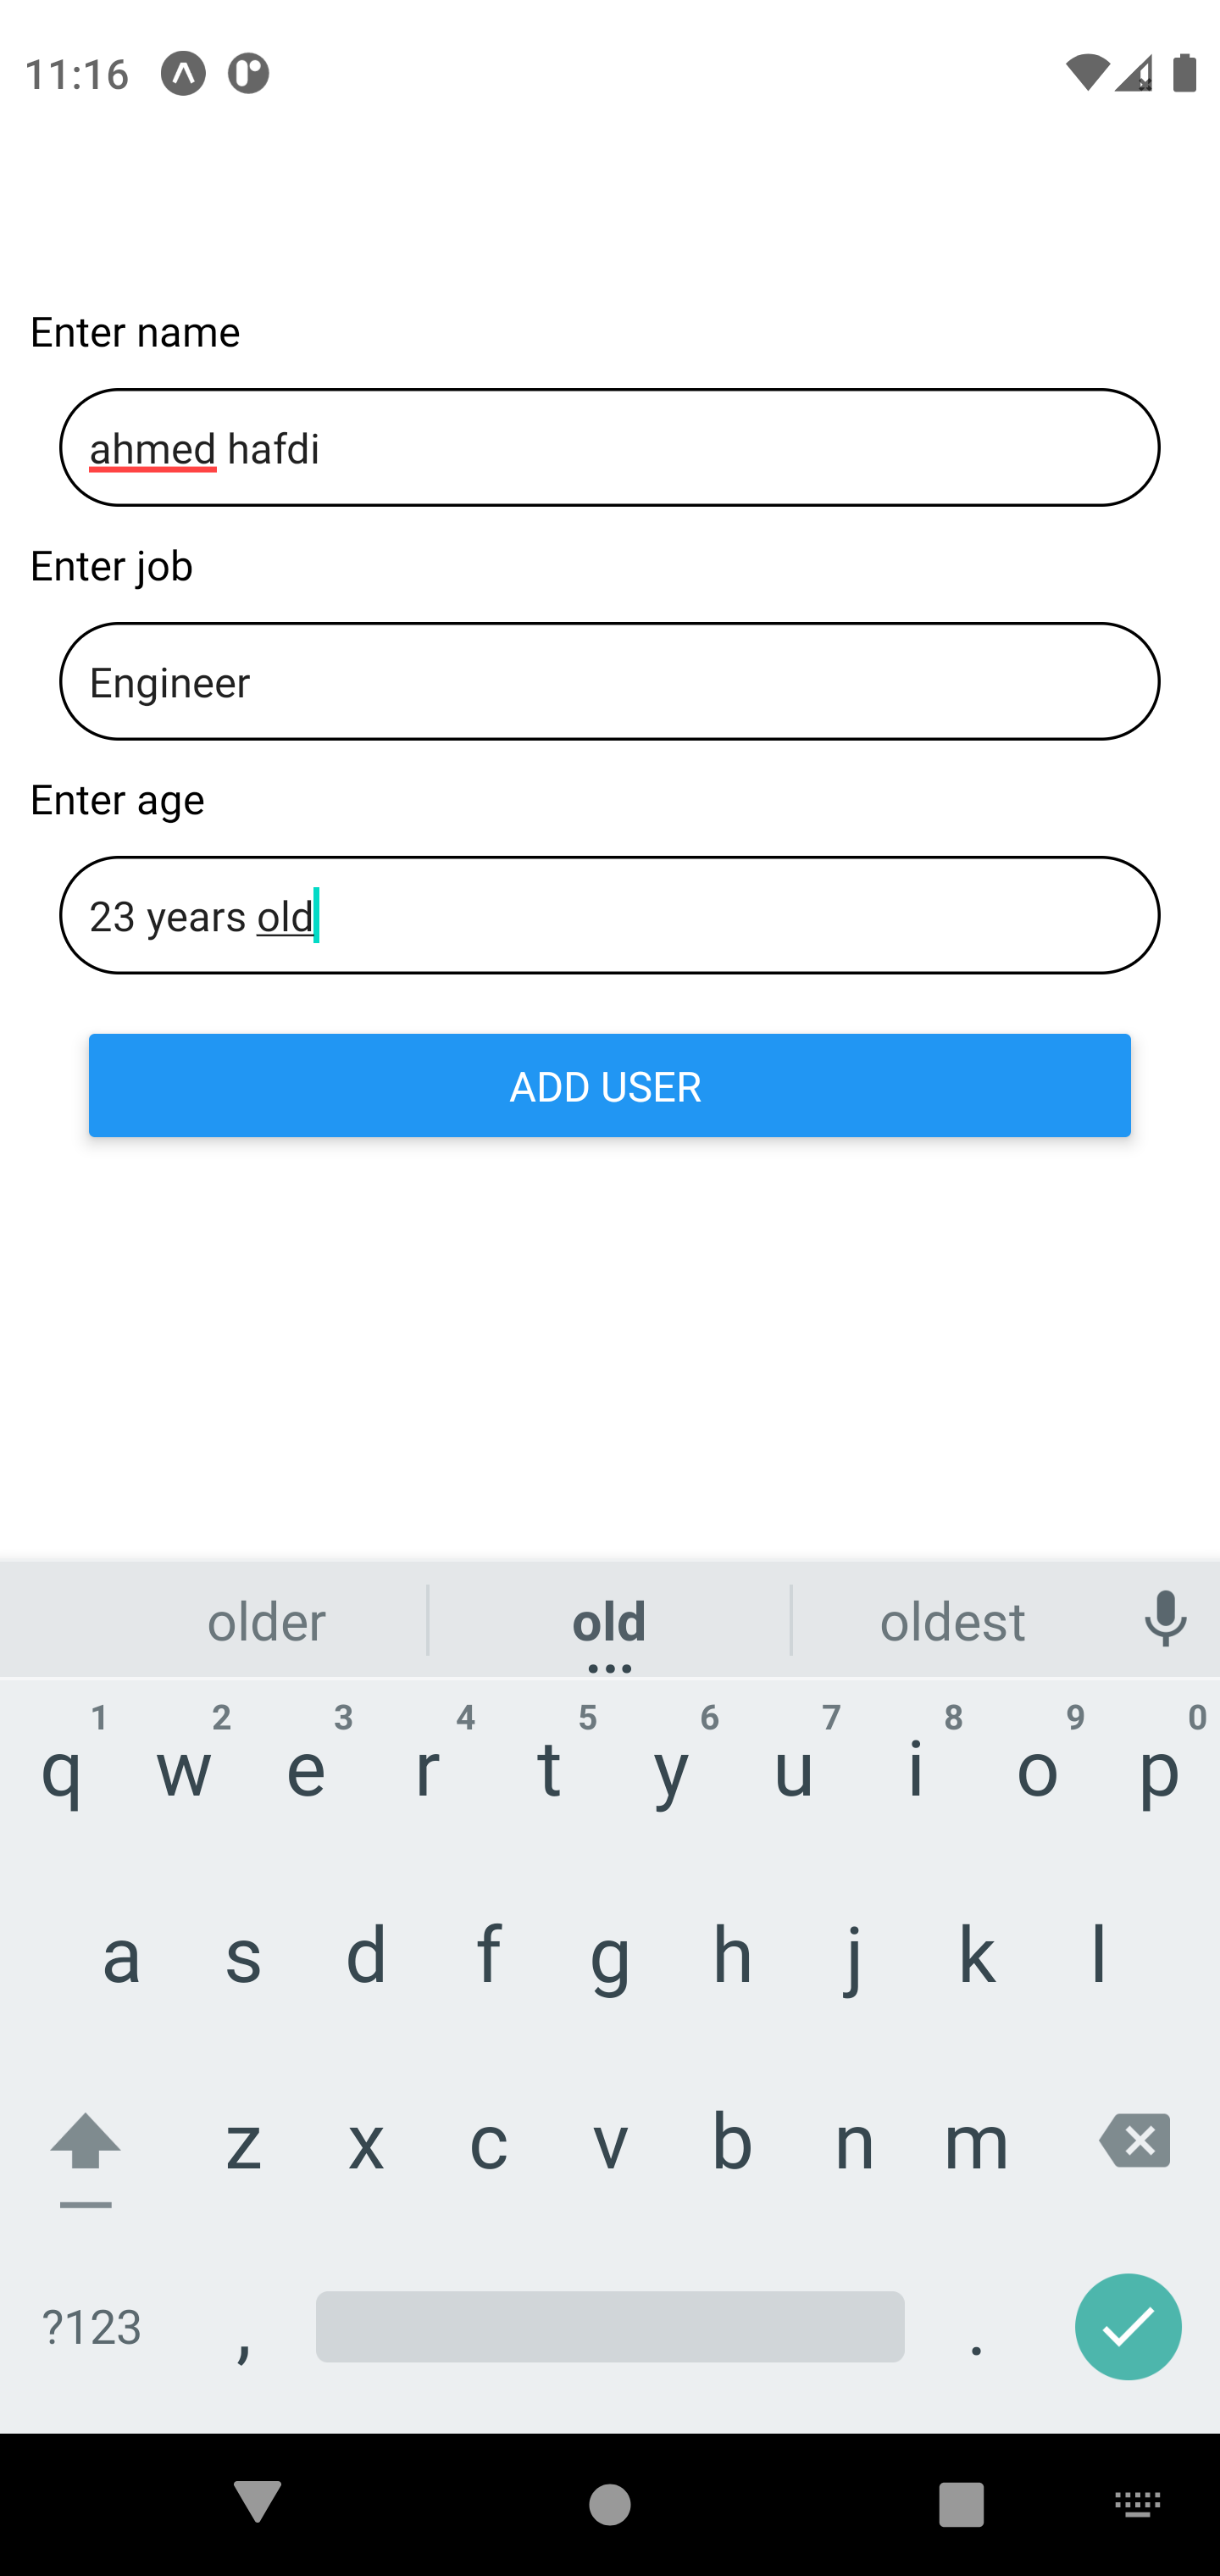 11:16
Enter name
ahmed hafdi
Enter job
Engineer
Enter age
23 years old
ADD USER
older old oldest
1 2 3 4 5 6 7 8 9 0
q w e r t y u i o p
a s d f g h j k l
z x c v b n m
?123 , .